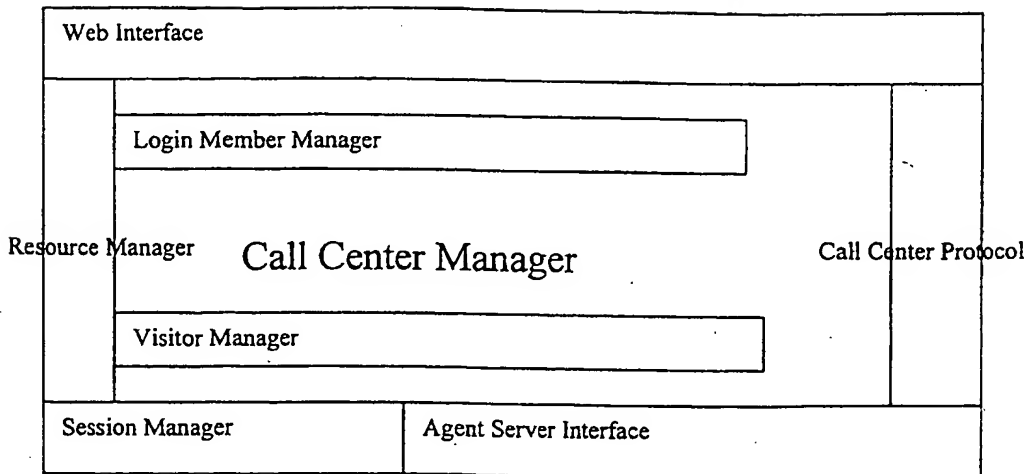 Web Interface
Login Member Manager
Resource Manager
Call Center Manager
Call Center Protocol
Visitor Manager
Session Manager
Agent Server Interface